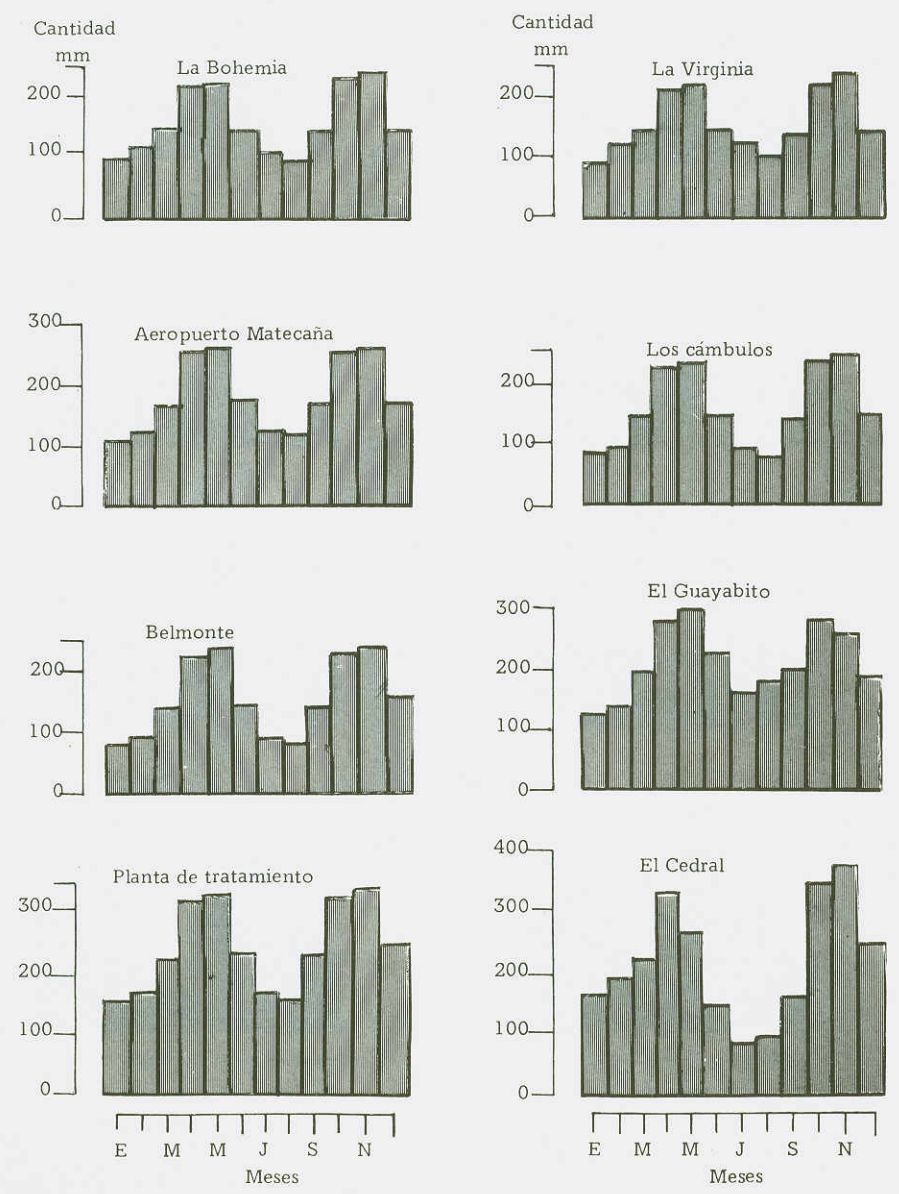 Cantidad
mm
La Bohemia
200
100
0
Cantidad
mm
La Virginia
200
100
0
Aeropuerto Matecaña
300
200
100
0
Los cámbulos
200
100
0
Belmonte
200
100
0
El Guayabito
300
200
100
0
Planta de tratamiento
300
200
100
0
E M M J S N
Meses
El Cedral
400
300
200
100
0
E M M J S N
Meses